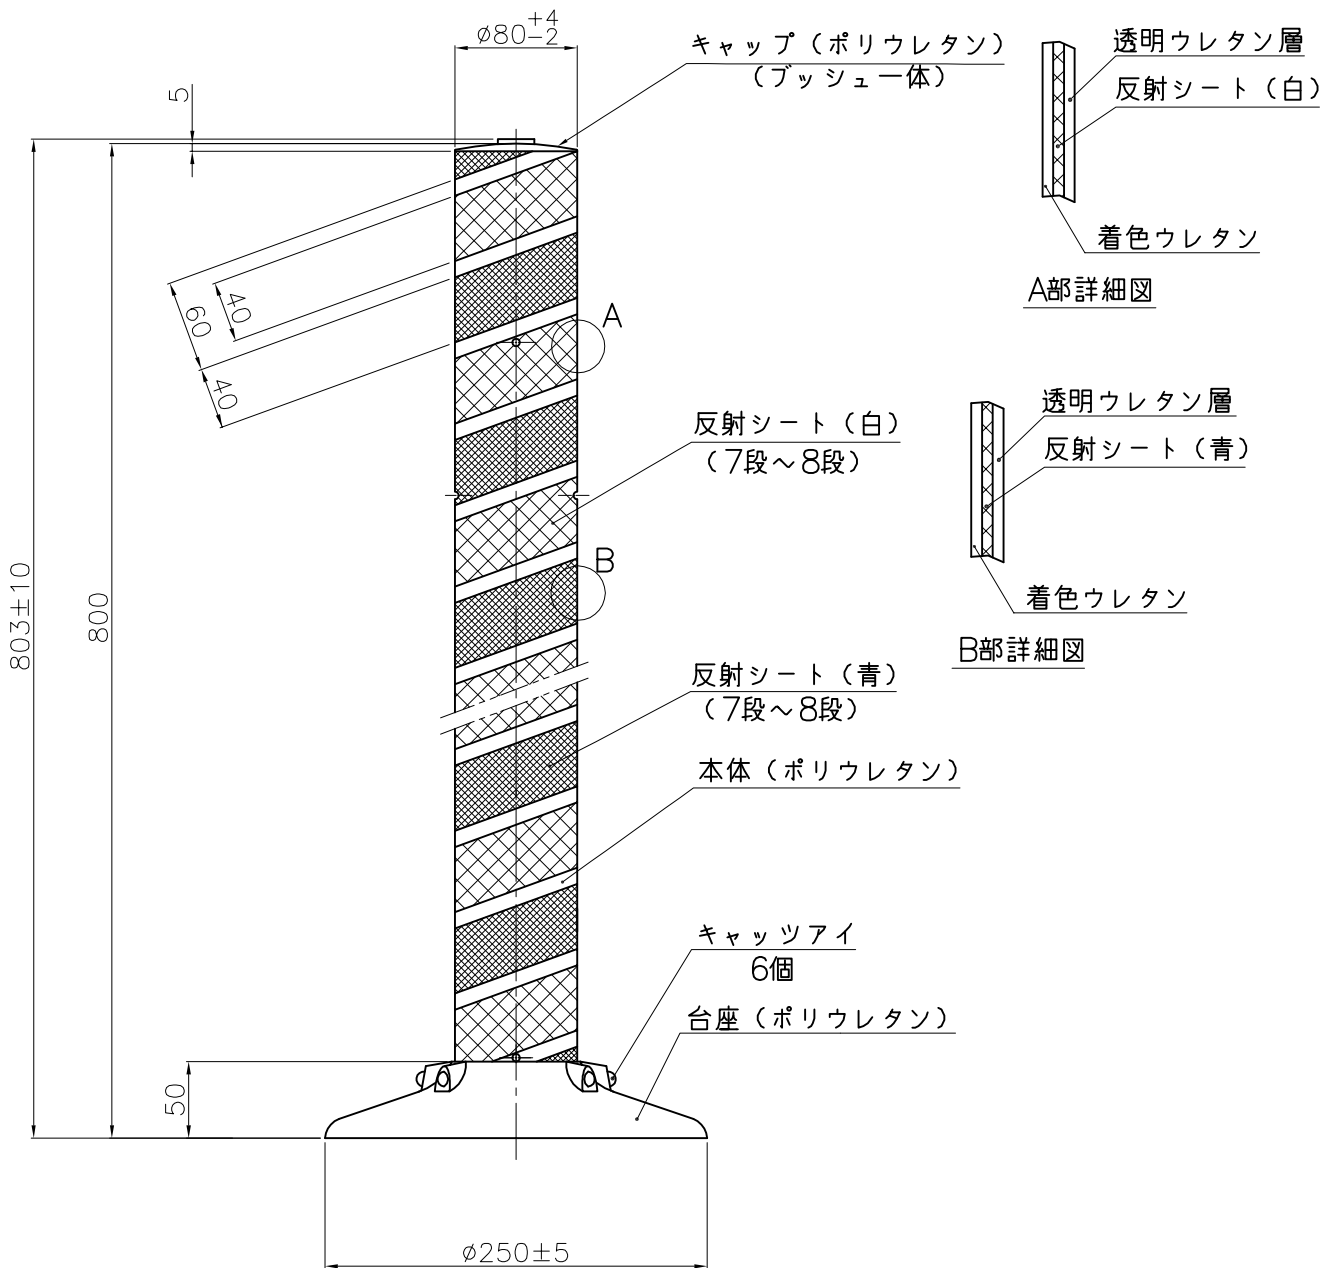 φ80+4-2
キャップ（ポリウレタン）
（ブッシュ一体）
透明ウレタン層
反射シート（白）
5
着色ウレタン
A部詳細図
40
60
40
A
透明ウレタン層
反射シート（青）
反射シート（白）
（7段～8段）
B
着色ウレタン
B部詳細図
803±10
800
反射シート（青）
（7段～8段）
本体（ポリウレタン）
キャッツアイ
6個
台座（ポリウレタン）
50
φ250±5